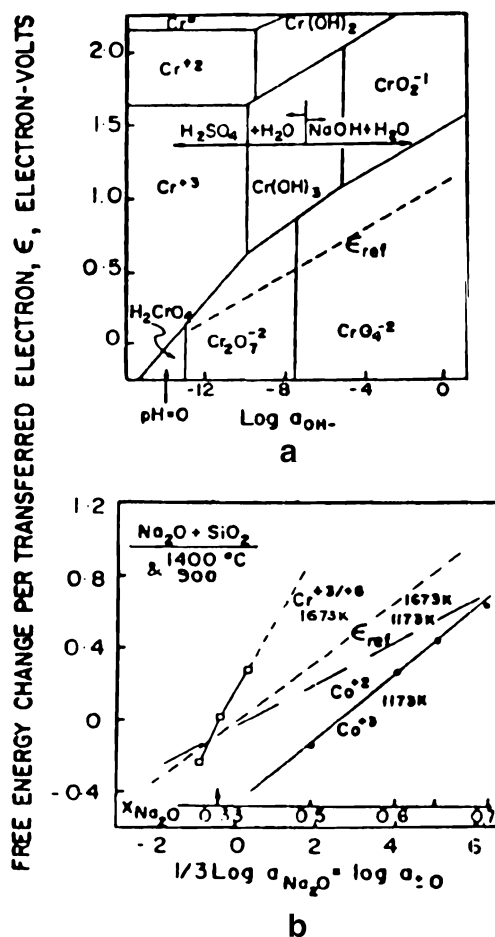 FREE ENERGY CHANGE PER TRANSFERRED ELECTRON, ϵ, ELECTRON-VOLTS
2.0
1.5
1.0
0.5
0
Cr°
Cr(OH)₂
Cr⁺²
CrO₂⁻¹
H₂SO₄ +H₂O
NaOH+H₂O
Cr⁺³
Cr(OH)₃
ϵref
H₂CrO₄
Cr₂O₇⁻²
CrO₄⁻²
-12 -8 -4 0
pH=0
Log aOH-
a
1.2
0.8
0.4
0
-0.4
Na₂O + SiO₂
1400 °C
& 900
Cr⁺³/⁺⁶
1673K
ϵref
1673K
1173K
Co⁺²
Co⁺³
1173K
XNa₂O 0.33 0.5 0.6 0.7
-2 0 2 4 6
1/3 Log aNa₂O = log a±O
b